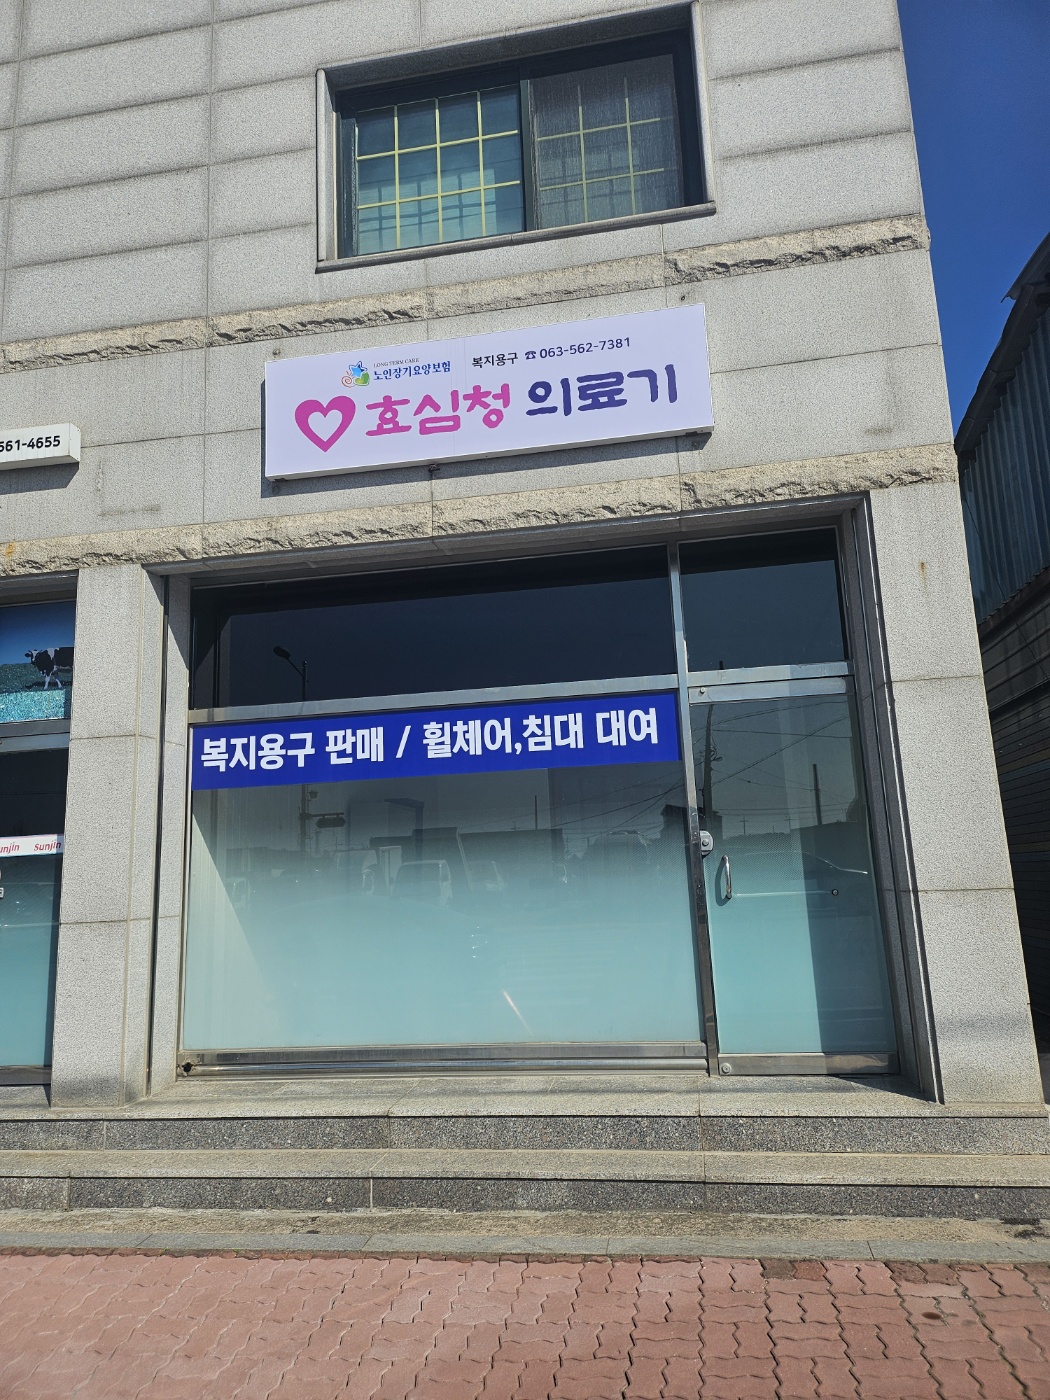 LONG TERM CARE
노인장기요양보험
복지용구 ☎063-562-7381
효심청 의료기
561-4655
복지용구 판매 / 휠체어,침대 대여
unjin Sunjin